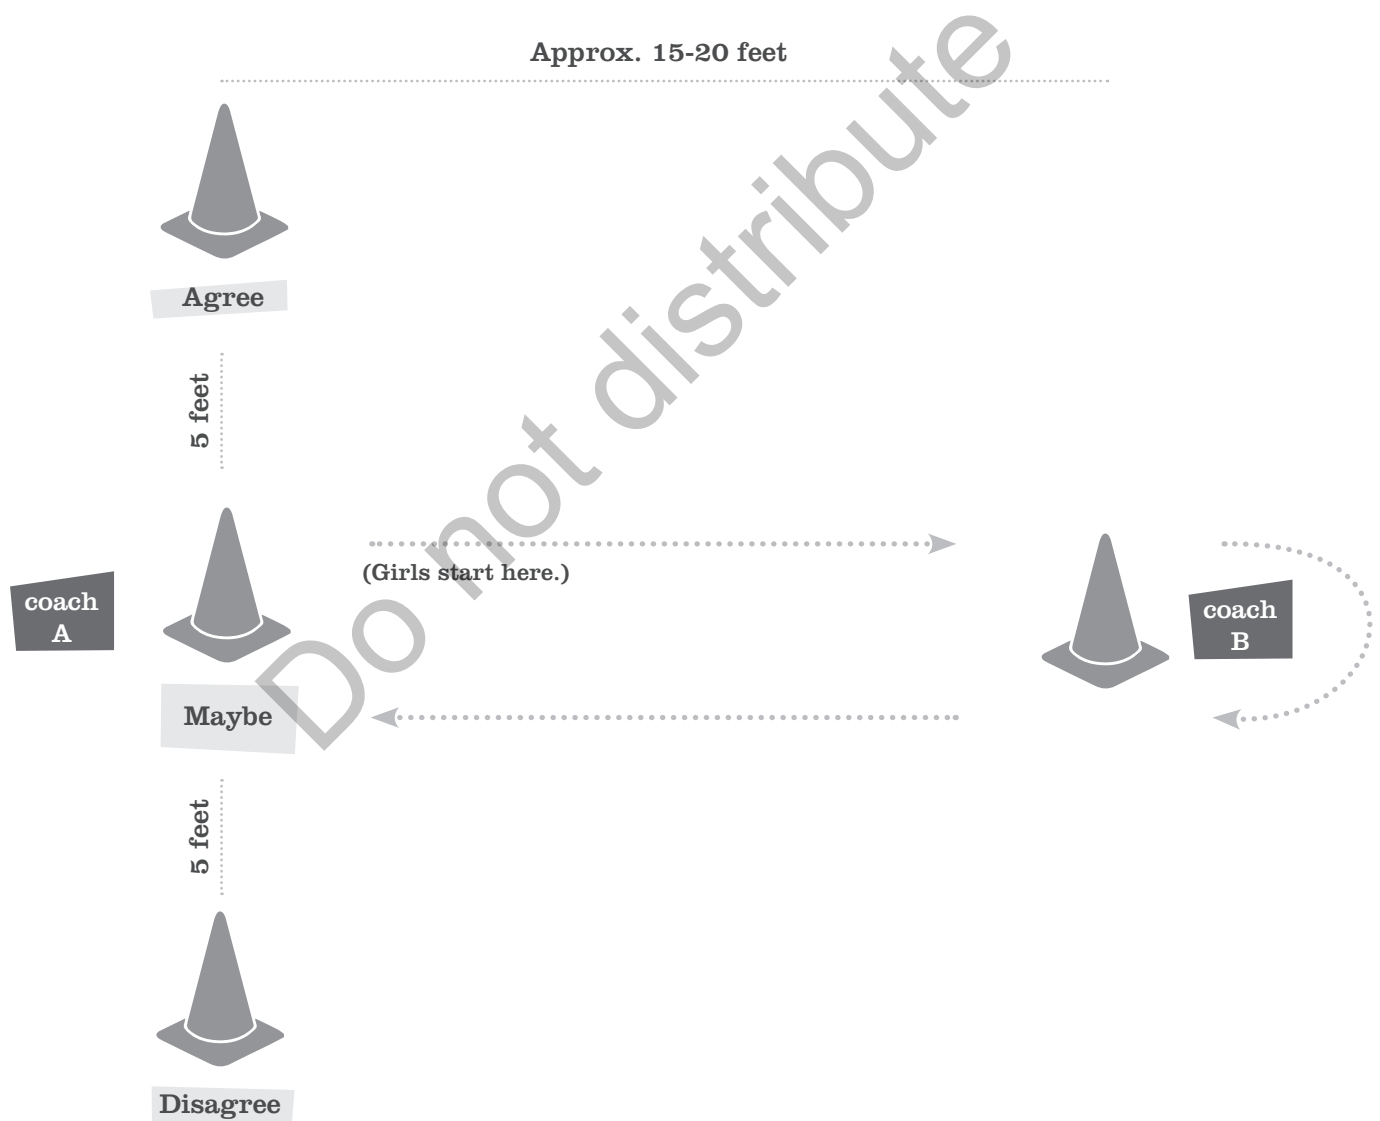 Approx. 15-20 feet
Agree
5 feet
(Girls start here.)
coach
A
coach
B
Maybe
5 feet
Disagree
Do not distribute